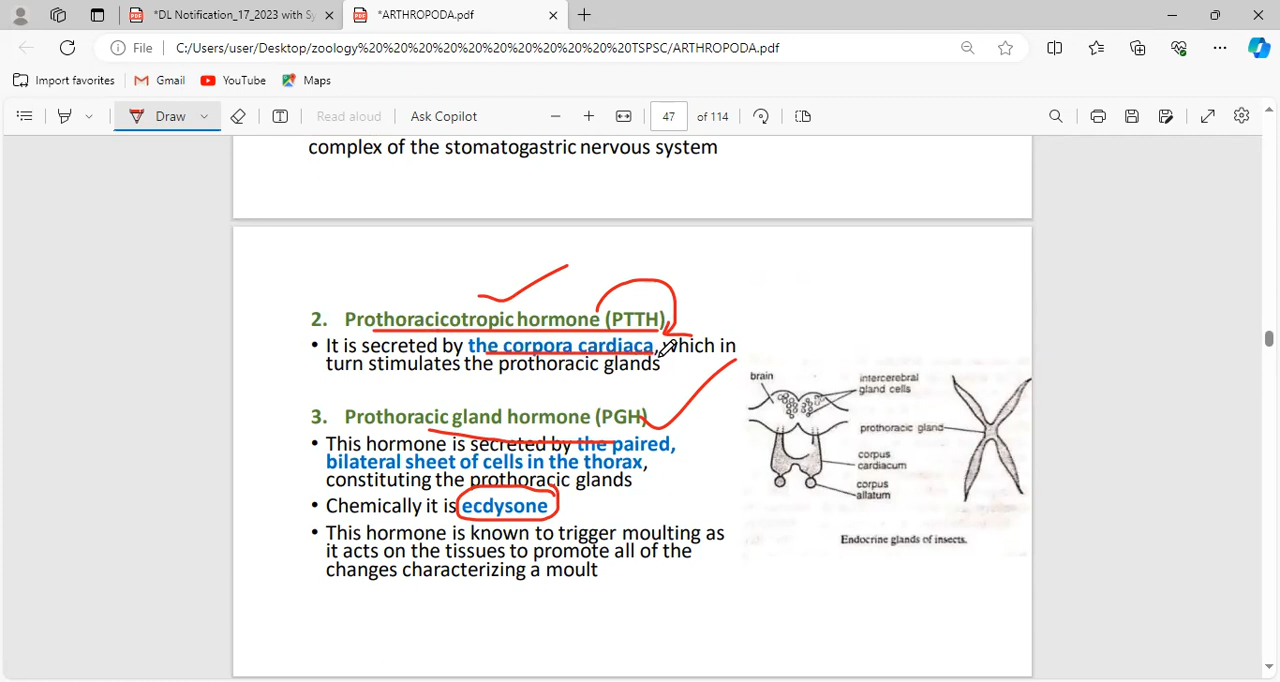 *DL Notification_17_2023 with Sy
*ARTHROPODA.pdf
File
C:/Users/user/Desktop/zoology%20%20%20%20%20%20%20%20%20%20TSPSC/ARTHROPODA.pdf
Import favorites
Gmail
YouTube
Maps
Draw
Read aloud
Ask Copilot
47
of 114
complex of the stomatogastric nervous system
2. Prothoracicotropic hormone (PTTH)
• It is secreted by the corpora cardiaca, which in
turn stimulates the prothoracic glands
3. Prothoracic gland hormone (PGH)
• This hormone is secreted by the paired,
bilateral sheet of cells in the thorax,
constituting the prothoracic glands
• Chemically it is ecdysone
• This hormone is known to trigger moulting as
it acts on the tissues to promote all of the
changes characterizing a moult
brain
intercerebral
gland cells
prothoracic gland
corpus
cardiacum
corpus
allatum
Endocrine glands of insects.